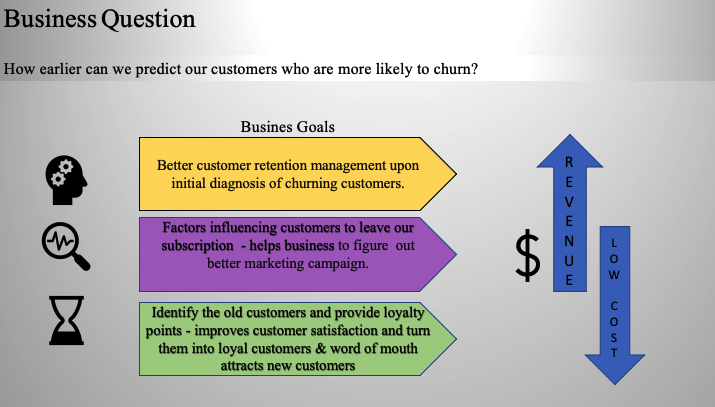 Business Question
How earlier can we predict our customers who are more likely to churn?
Busines Goals
Better customer retention management upon
initial diagnosis of churning customers.
Factors influencing customers to leave our
subscription - helps business to figure out
better marketing campaign.
Identify the old customers and provide loyalty
points - improves customer satisfaction and turn
them into loyal customers & word of mouth
attracts new customers
$
REVENUE
LOW COST